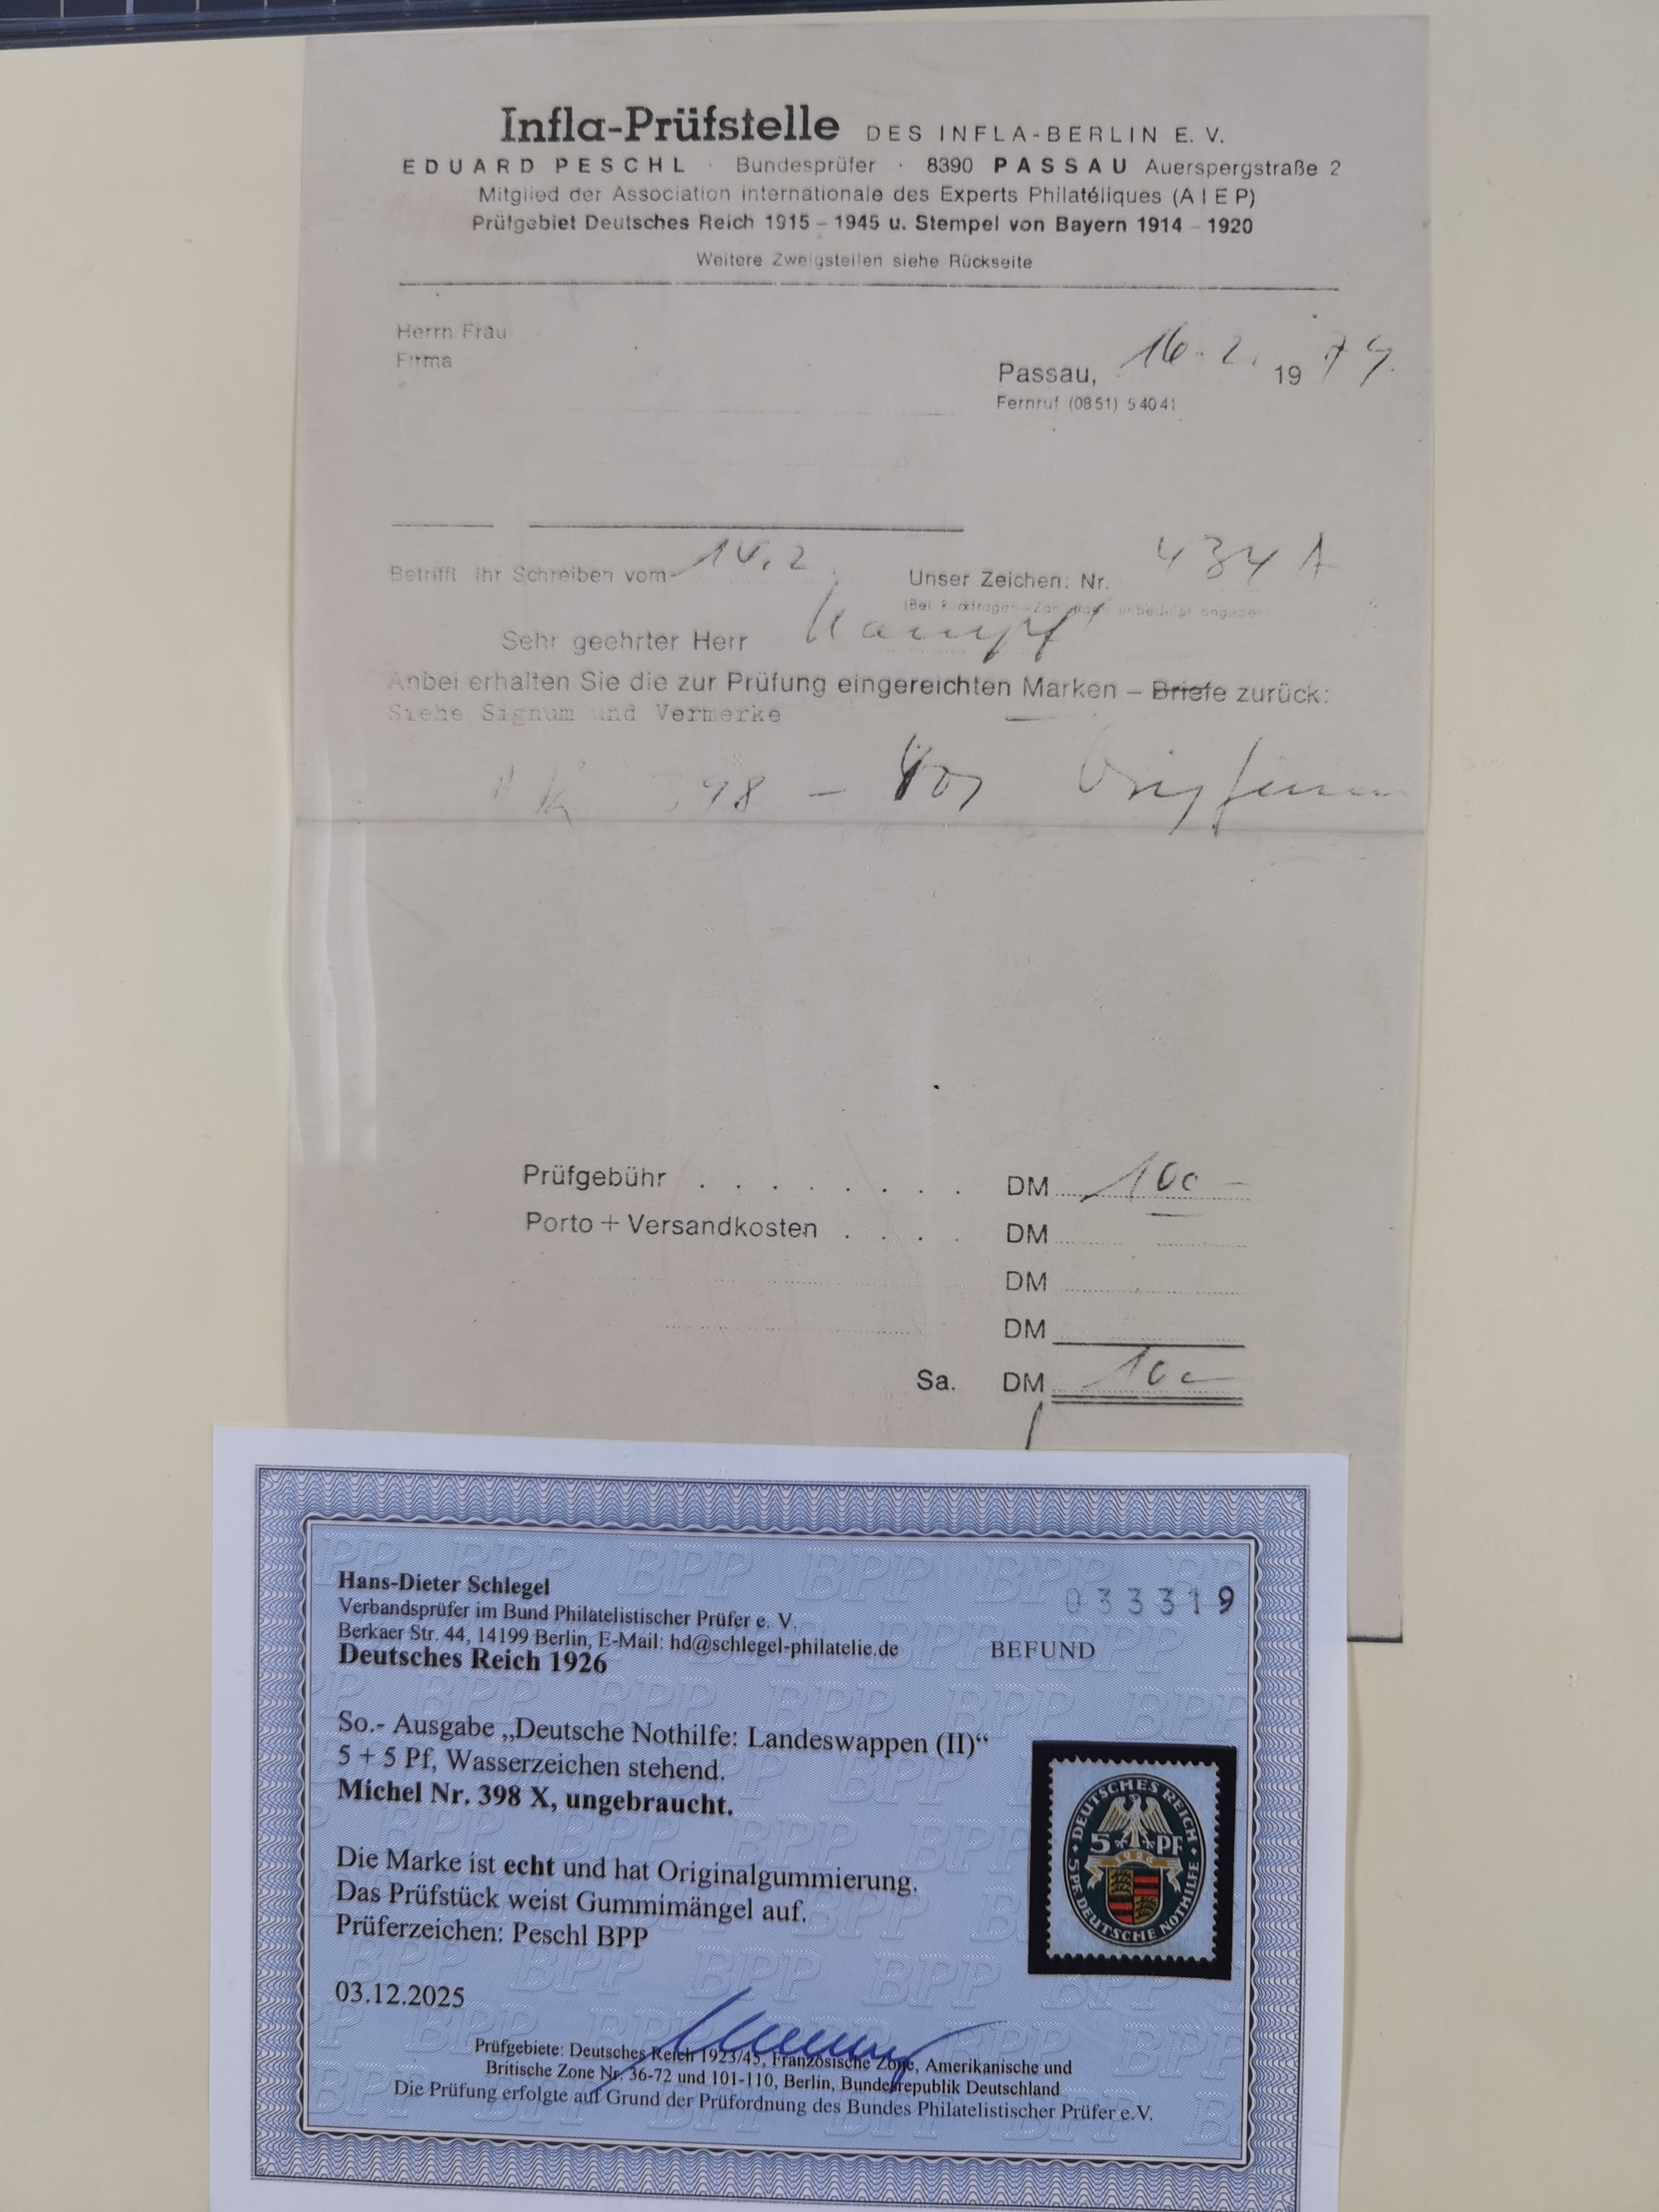 Infla-Prüfstelle DES INFLA-BERLIN E. V.
EDUARD PESCHL · Bundesprüfer · 8390 PASSAU Auerspergstraße 2
Mitglied der Association internationale des Experts Philatéliques (A I E P)
Prüfgebiet Deutsches Reich 1915 – 1945 u. Stempel von Bayern 1914 – 1920
Weitere Zweigstellen siehe Rückseite
Herrn Frau
Firma
Passau, 16. 2. 19 74.
Fernruf (0851) 54041
Betrifft Ihr Schreiben vom 14.2.
Unser Zeichen: Nr. 434 A
Sehr geehrter Herr Kampf
Anbei erhalten Sie die zur Prüfung eingereichten Marken – Briefe zurück:
Siehe Signum und Vermerke
398 –
Prüfgebühr . . . . . . . . DM 100 –
Porto + Versandkosten . . . . DM
DM
DM
Sa. DM 100
Hans-Dieter Schlegel
033319
Verbandsprüfer im Bund Philatelistischer Prüfer e. V.
Berkaer Str. 44, 14199 Berlin, E-Mail: hd@schlegel-philatelie.de
BEFUND
Deutsches Reich 1926
So.- Ausgabe „Deutsche Nothilfe: Landeswappen (II)“
5 + 5 Pf, Wasserzeichen stehend.
Michel Nr. 398 X, ungebraucht.
Die Marke ist echt und hat Originalgummierung.
Das Prüfstück weist Gummimängel auf.
Prüferzeichen: Peschl BPP
03.12.2025
DEUTSCHES REICH
5 PF
1926
5 PF. DEUTSCHE NOTHILFE
Prüfgebiete: Deutsches Reich 1923/45, Französische Zone, Amerikanische und
Britische Zone Nr. 36-72 und 101-110, Berlin, Bundesrepublik Deutschland
Die Prüfung erfolgte auf Grund der Prüfordnung des Bundes Philatelistischer Prüfer e.V.